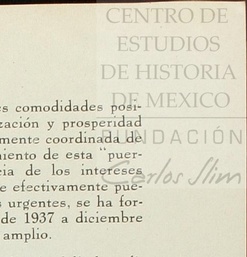 CENTRO DE
ESTUDIOS
DE HISTORIA
DE MEXICO
FUNDACIÓN
Carlos Slim
es comodidades posi-
zación y prosperidad
mente coordinada de
miento de esta "puer-
cia de los intereses
e efectivamente pue-
s urgentes, se ha for-
de 1937 a diciembre
amplio.